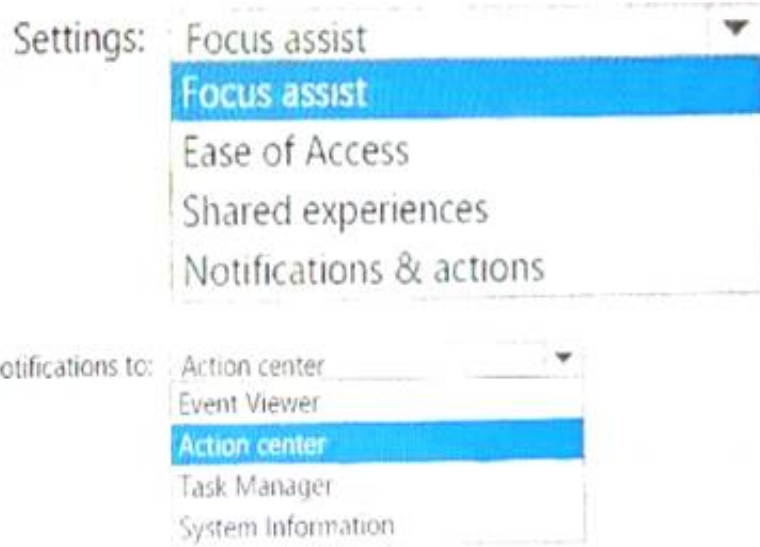 Settings: Focus assist
Focus assist
Ease of Access
Shared experiences
Notifications & actions
otifications to: Action center
Event Viewer
Action center
Task Manager
System Information